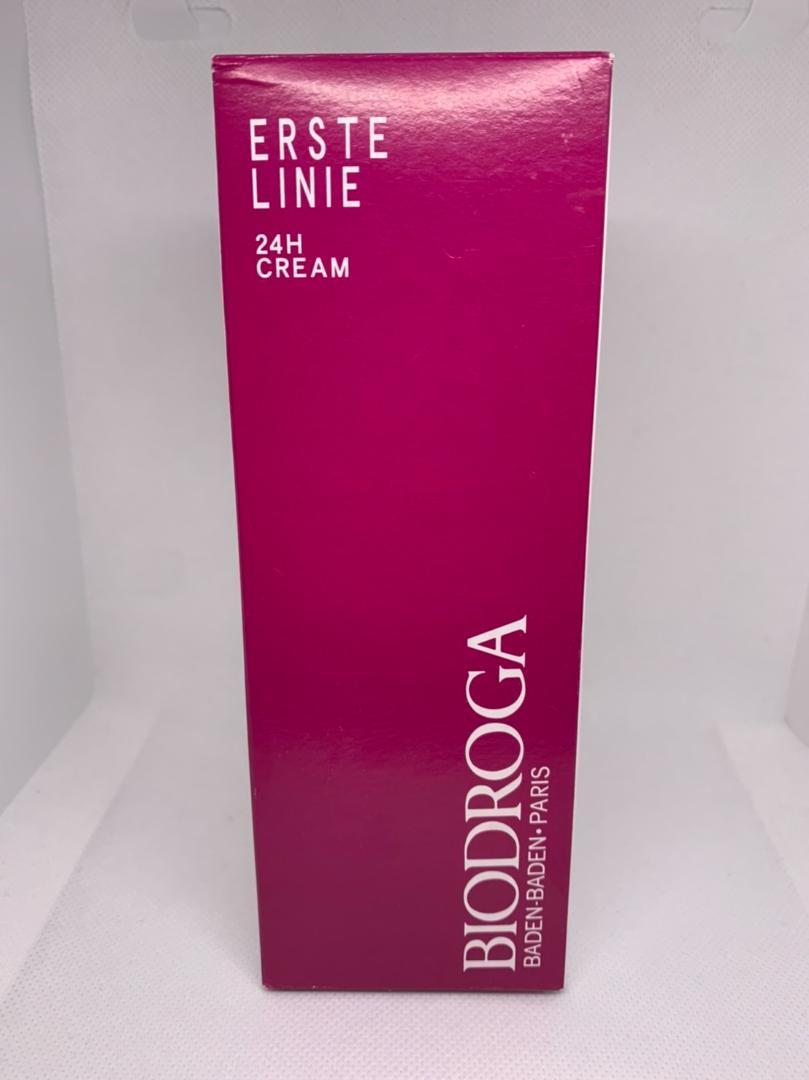 ERSTE
LINIE
24H
CREAM
BIODROGA
BADEN-BADEN • PARIS